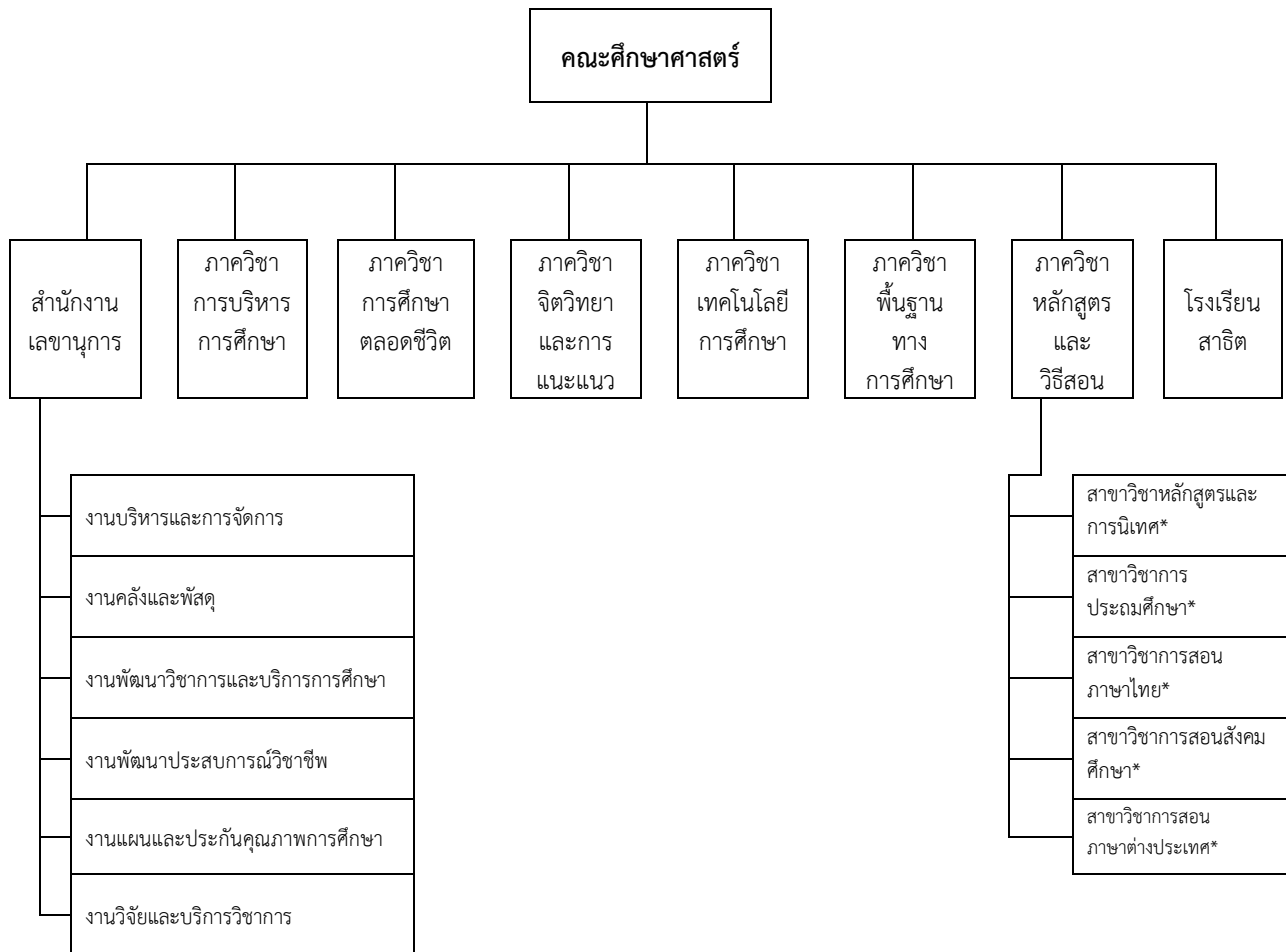 คณะศึกษาศาสตร์
สำนักงาน
เลขานุการ
ภาควิชา
การบริหาร
การศึกษา
ภาควิชา
การศึกษา
ตลอดชีวิต
ภาควิชา
จิตวิทยา
และการ
แนะแนว
ภาควิชา
เทคโนโลยี
การศึกษา
ภาควิชา
พื้นฐาน
ทาง
การศึกษา
ภาควิชา
หลักสูตร
และ
วิธีสอน
โรงเรียน
สาธิต
งานบริหารและการจัดการ
งานคลังและพัสดุ
งานพัฒนาวิชาการและบริการการศึกษา
งานพัฒนาประสบการณ์วิชาชีพ
งานแผนและประกันคุณภาพการศึกษา
งานวิจัยและบริการวิชาการ
สาขาวิชาหลักสูตรและ
การนิเทศ*
สาขาวิชาการ
ประถมศึกษา*
สาขาวิชาการสอน
ภาษาไทย*
สาขาวิชาการสอนสังคม
ศึกษา*
สาขาวิชาการสอน
ภาษาต่างประเทศ*